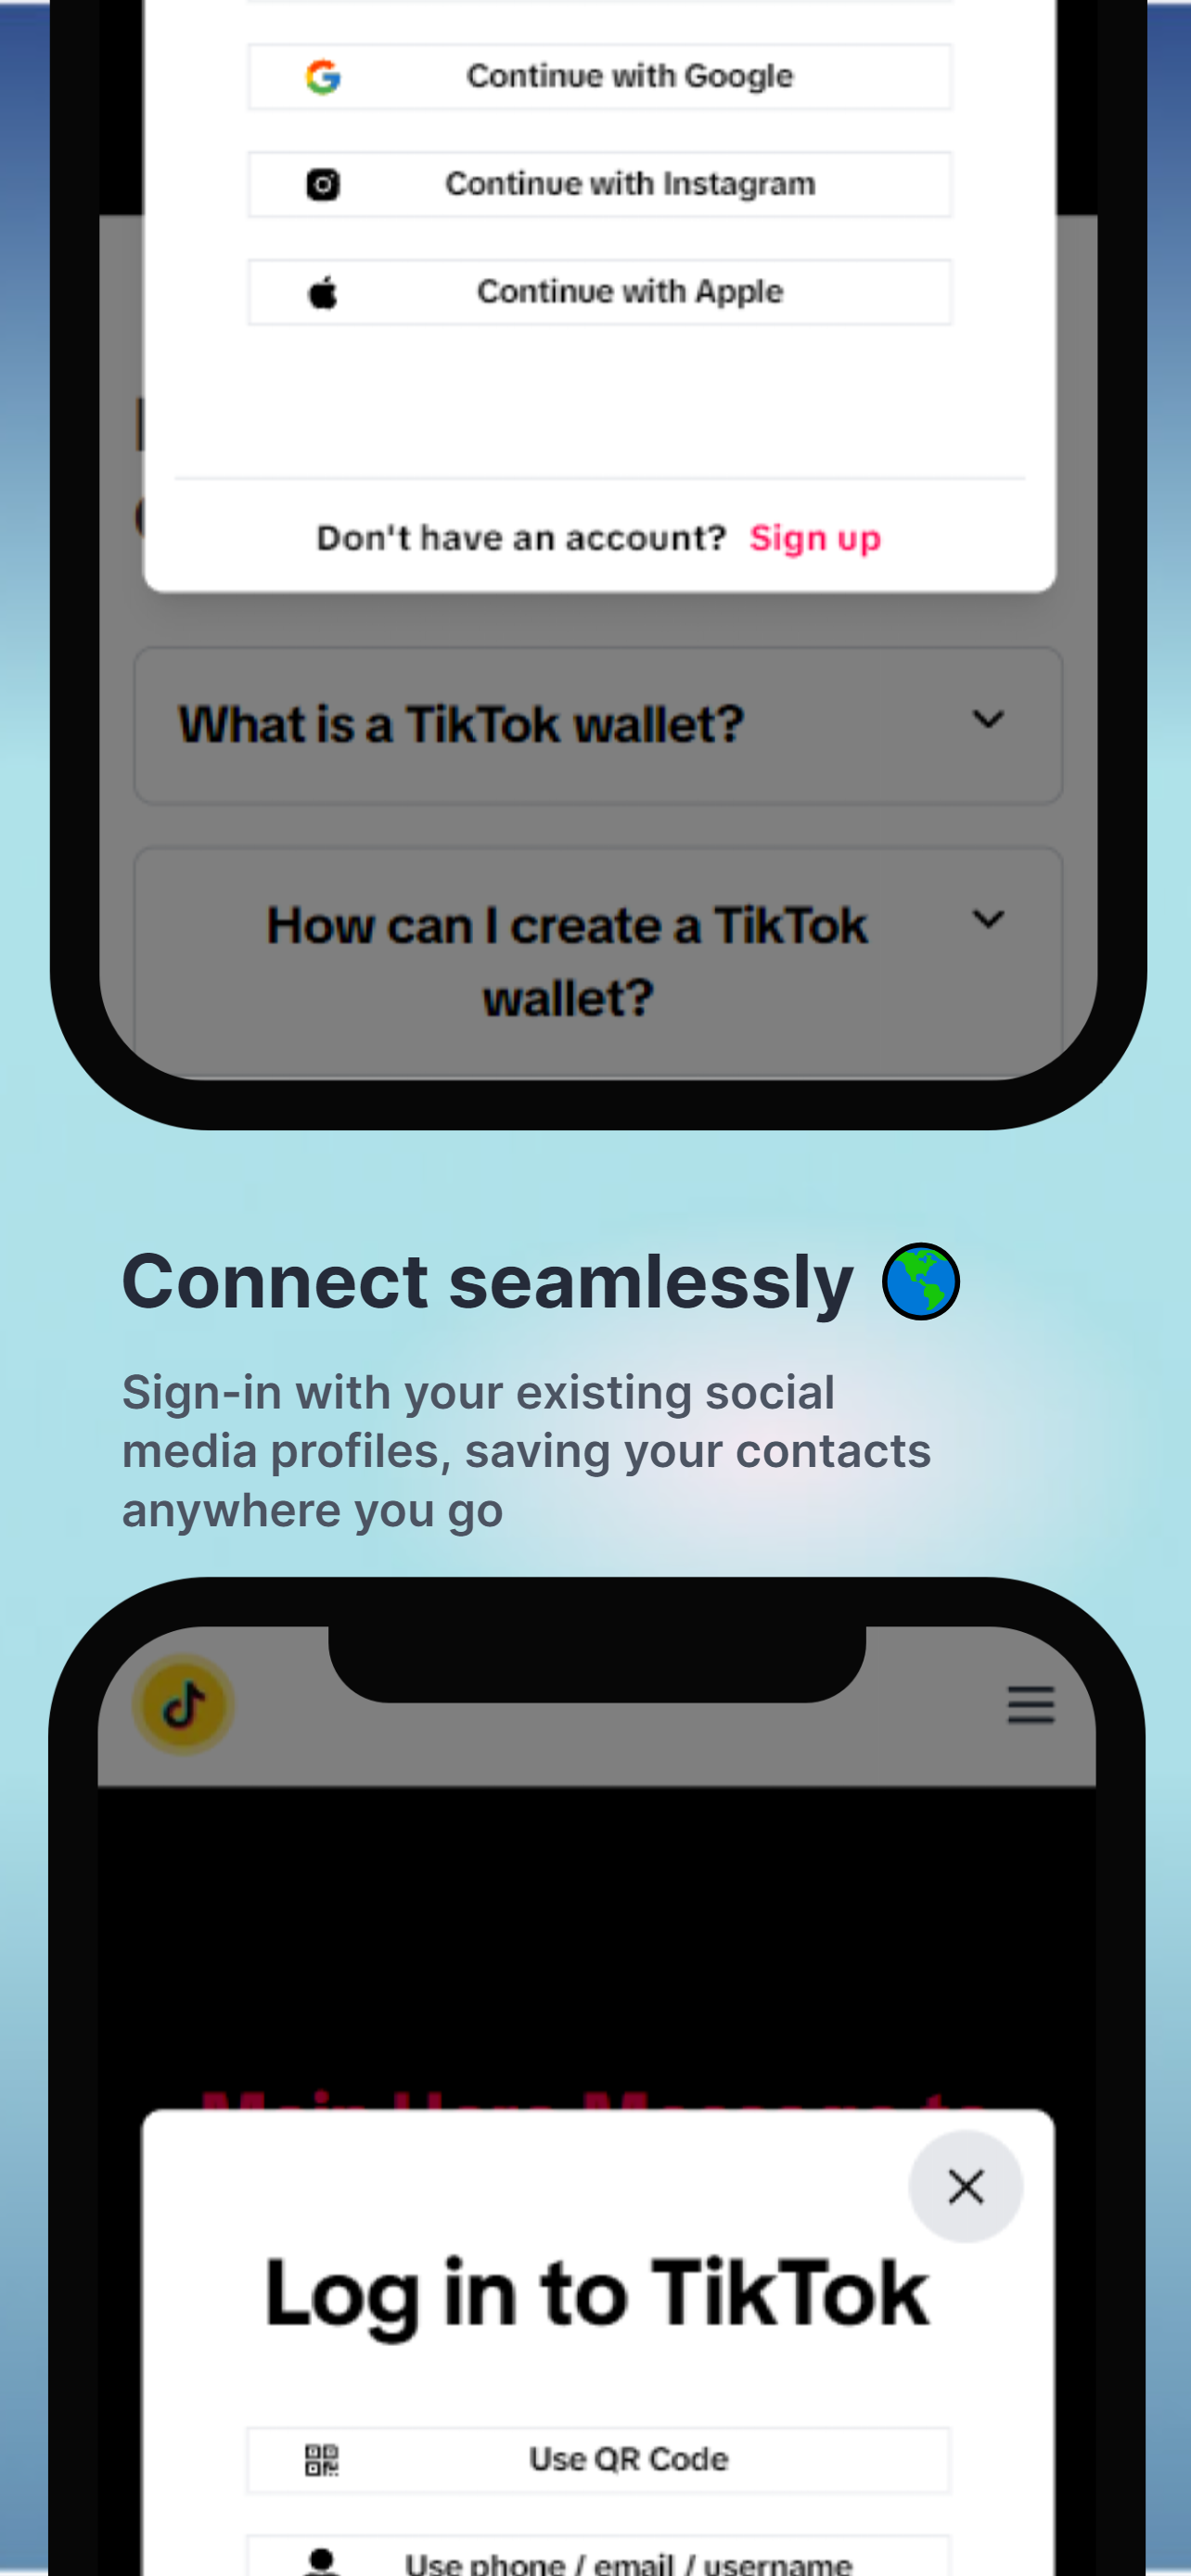 Continue with Google
Continue with Instagram
Continue with Apple
Don't have an account? Sign up
What is a TikTok wallet?
How can I create a TikTok
wallet?
Connect seamlessly
Sign-in with your existing social
media profiles, saving your contacts
anywhere you go
Log in to TikTok
Use QR Code
Use phone / email / username